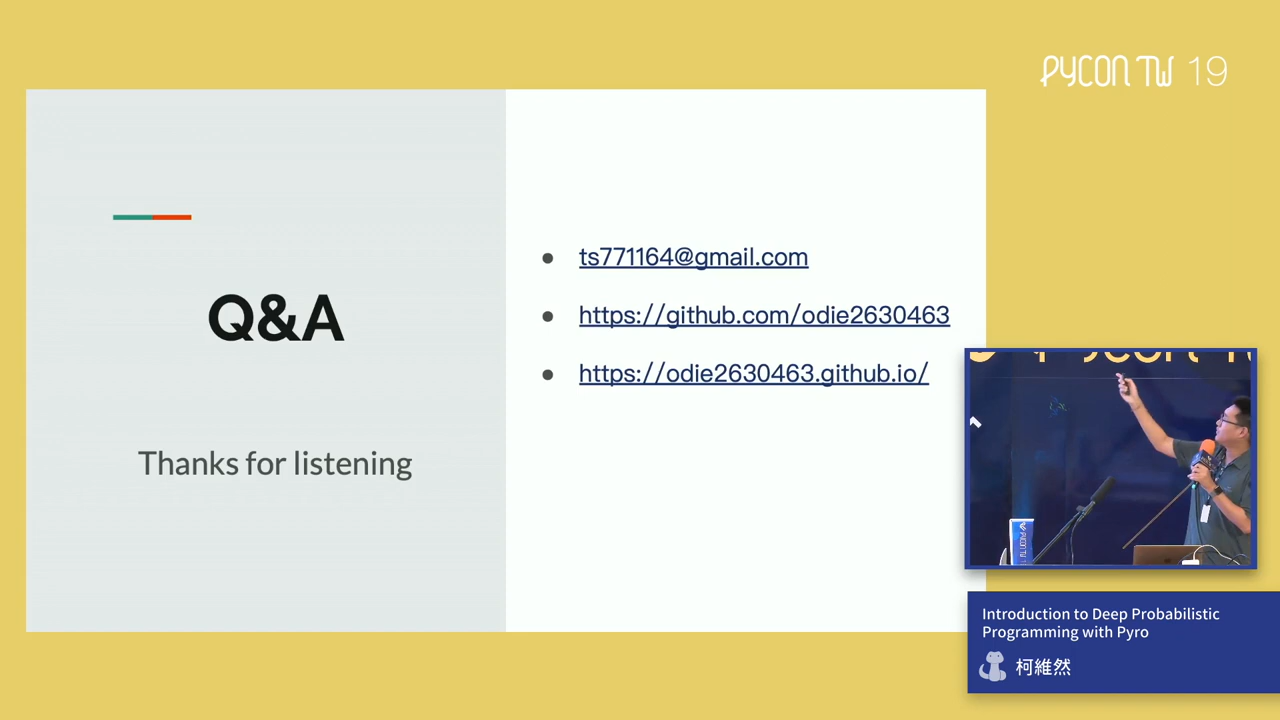 PYCON TW 19
Q&A
Thanks for listening
● ts771164@gmail.com
● https://github.com/odie2630463
● https://odie2630463.github.io/
Introduction to Deep Probabilistic
Programming with Pyro
柯維然